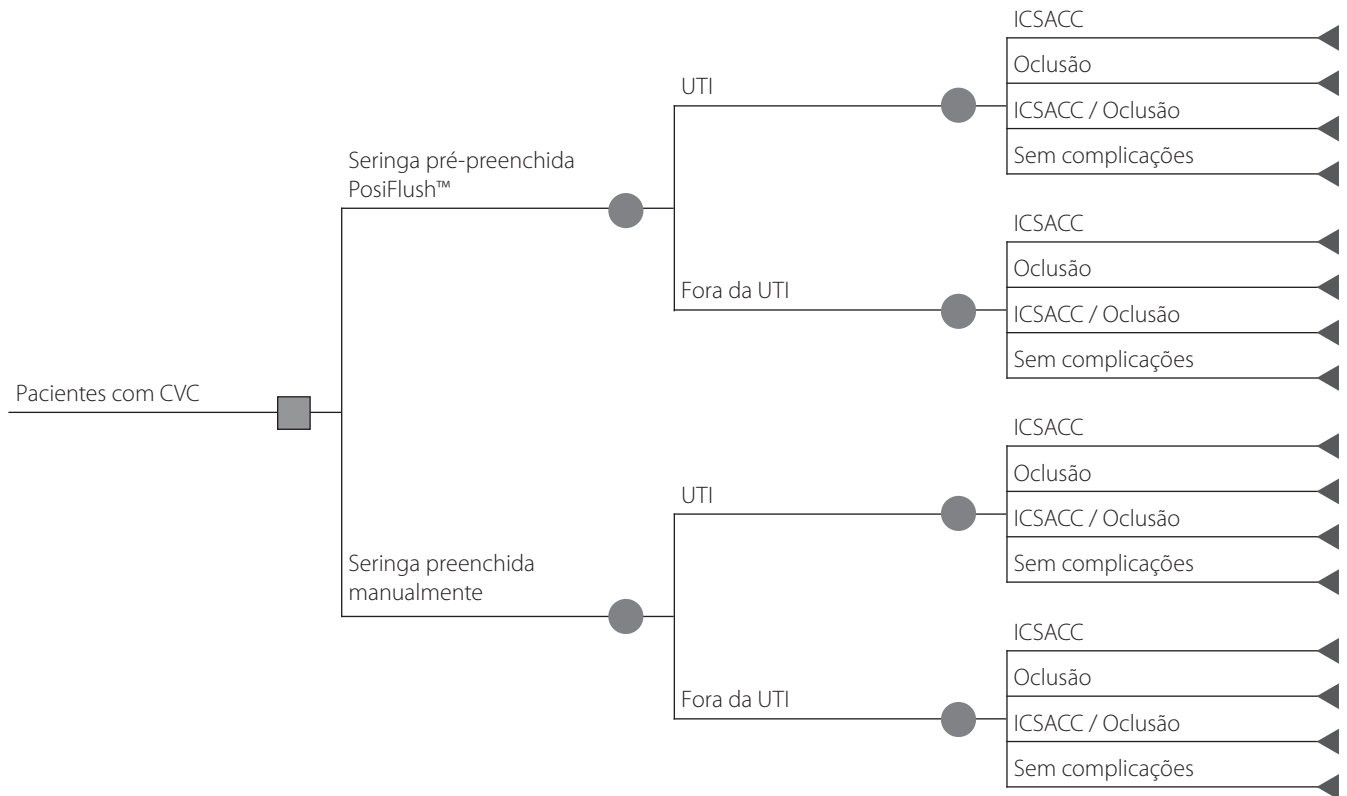 Pacientes com CVC
Seringa pré-preenchida
PosiFlush™
UTI
ICSACC
Oclusão
ICSACC / Oclusão
Sem complicações
Fora da UTI
ICSACC
Oclusão
ICSACC / Oclusão
Sem complicações
Seringa preenchida
manualmente
UTI
ICSACC
Oclusão
ICSACC / Oclusão
Sem complicações
Fora da UTI
ICSACC
Oclusão
ICSACC / Oclusão
Sem complicações